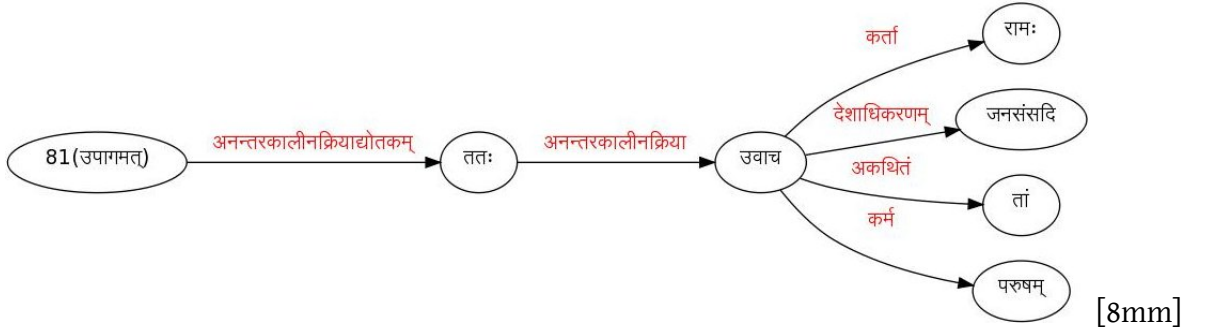 रामः
कर्ता
देशाधिकरणम् जनसंसदि
81(उपागमत्) अनन्तरकालीनक्रियाद्योतकम् ततः अनन्तरकालीनक्रिया उवाच
अकथितं
तां
कर्म
परुषम्
[8mm]